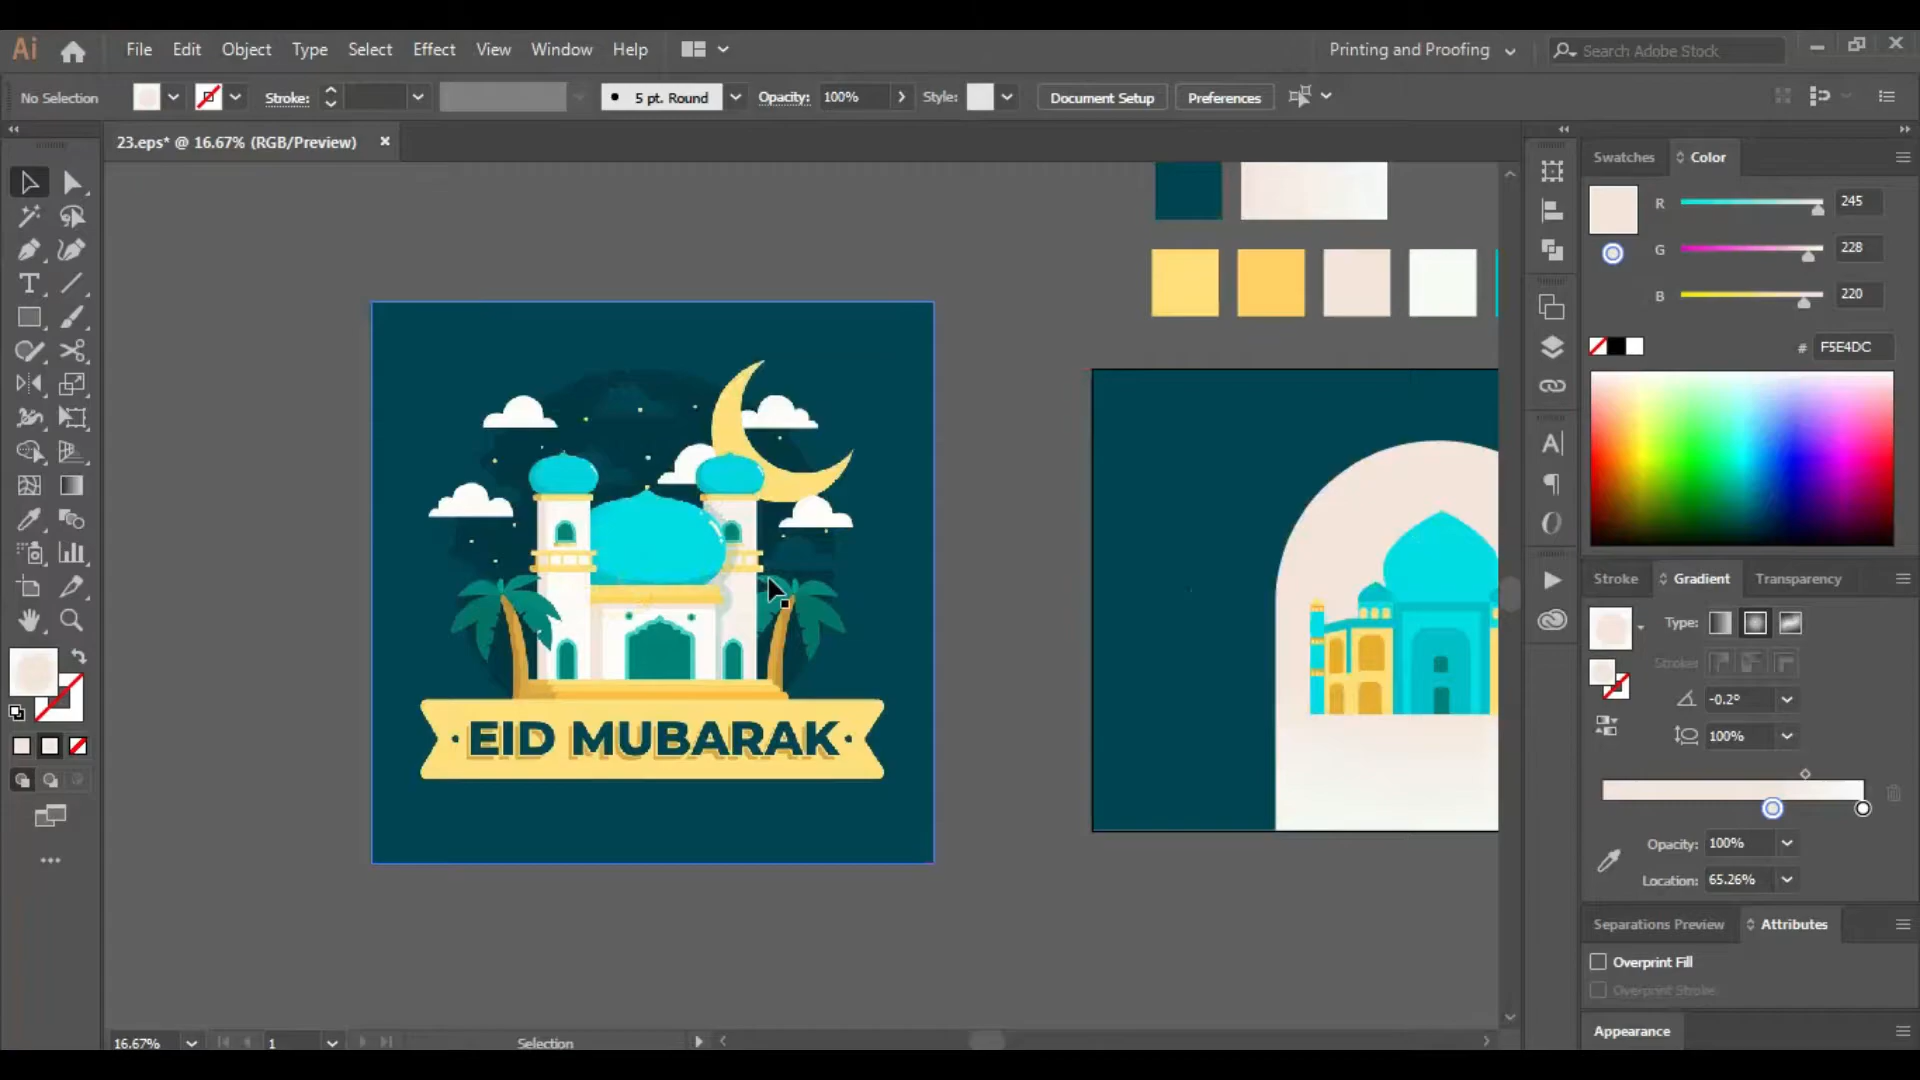 Ai File Edit Object Type Select Effect View Window Help Printing and Proofing Search Adobe Stock
No Selection Stroke: 5 pt. Round Opacity: 100% Style: Document Setup Preferences
23.eps* @ 16.67% (RGB/Preview) ×
Swatches Color
R 245
G 228
B 220
# F5E4DC
EID MUBARAK
Stroke Gradient Transparency
Type:
Stroke:
-0.2°
100%
Opacity: 100%
Location: 65.26%
Separations Preview Attributes
Overprint Fill
Overprint Stroke
Appearance
16.67% 1 Selection